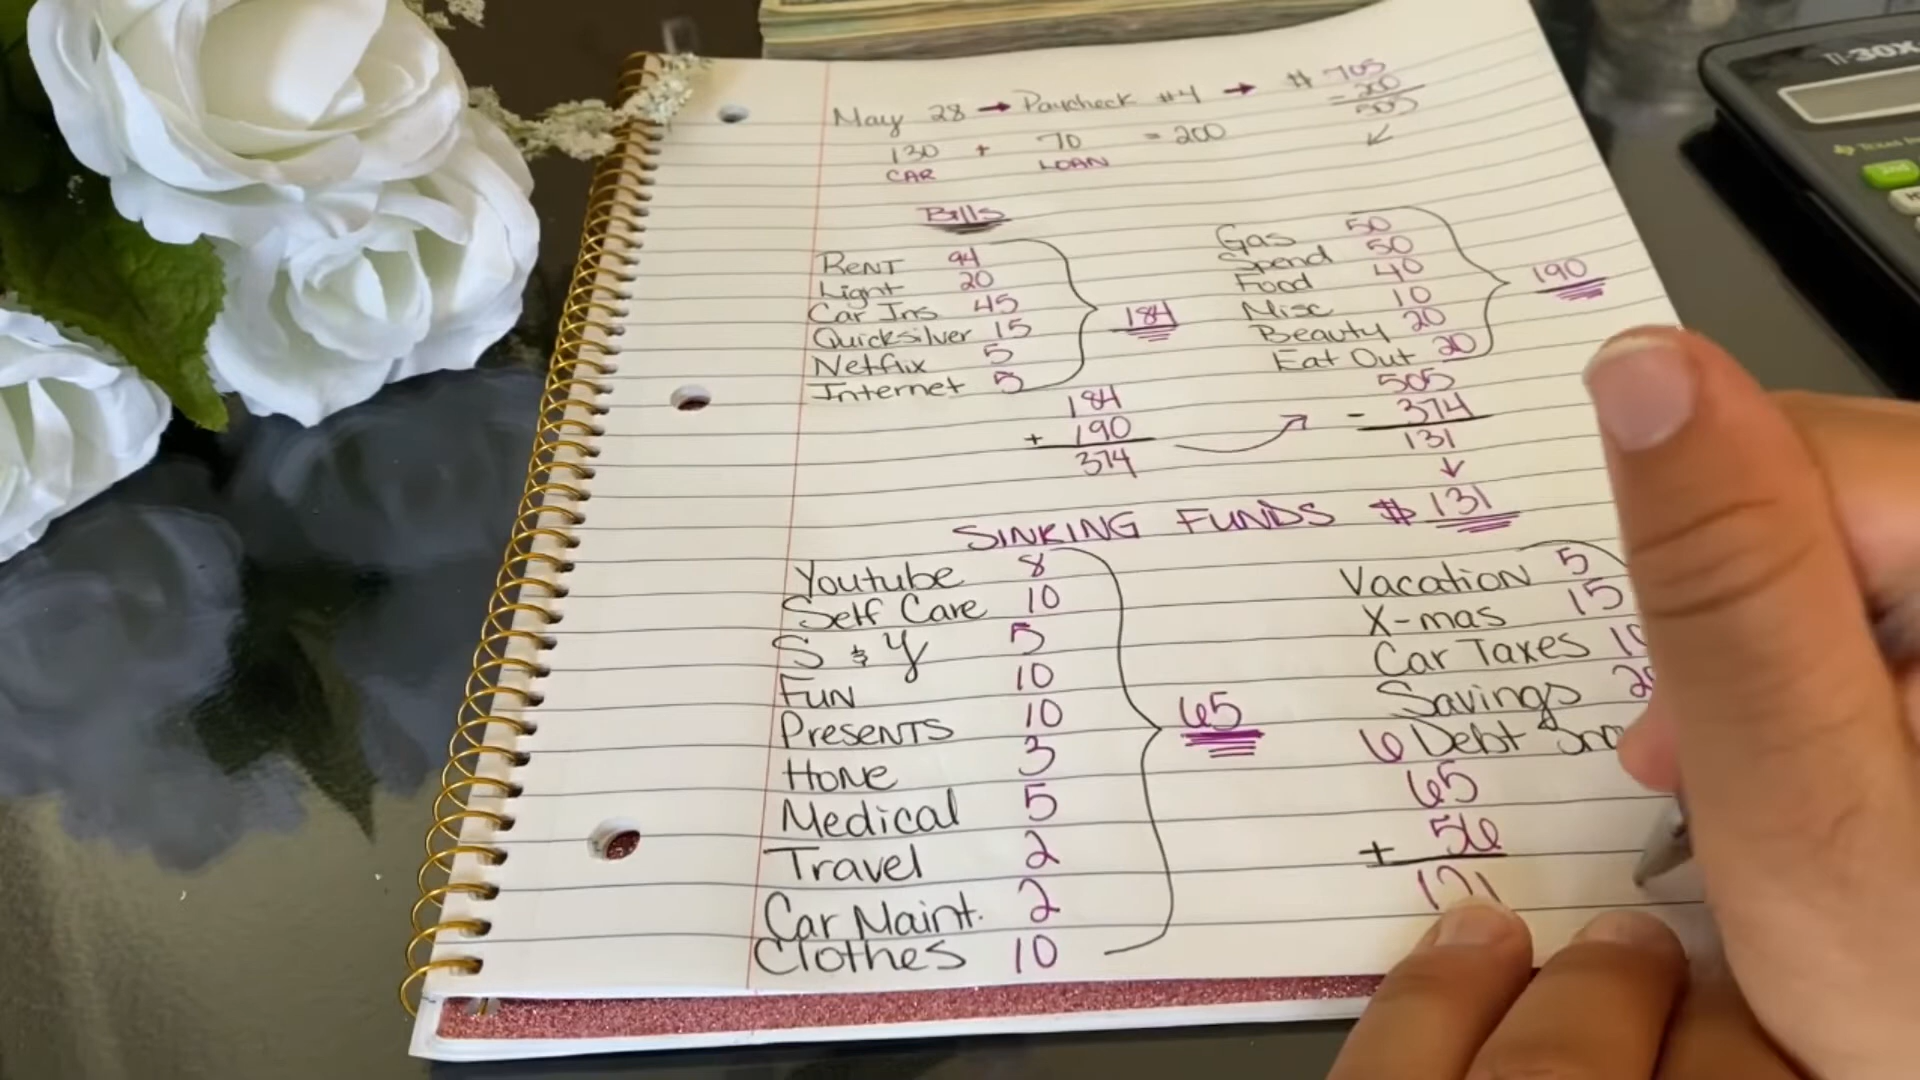 May 28 → Paycheck #4 → $ 705
- 200
505
130 + 70 = 200
CAR LOAN
Bills
RENT 94
Light 20
Car Ins 45
Quicksilver 15
Netflix 5
Internet 5
184
Gas 50
Spend 50
Food 40
Misc 10
Beauty 20
Eat Out 20
190
184
+ 190
374
505
- 374
131
SINKING FUNDS $ 131
Youtube 8
Self Care 10
S & Y 5
FUN 10
PRESENTS 10
HOME 3
Medical 5
Travel 2
Car Maint. 2
Clothes 10
65
Vacation 5
X-mas 15
Car Taxes 10
Savings 20
6 Debt
65
+ 56
121
TI-30X